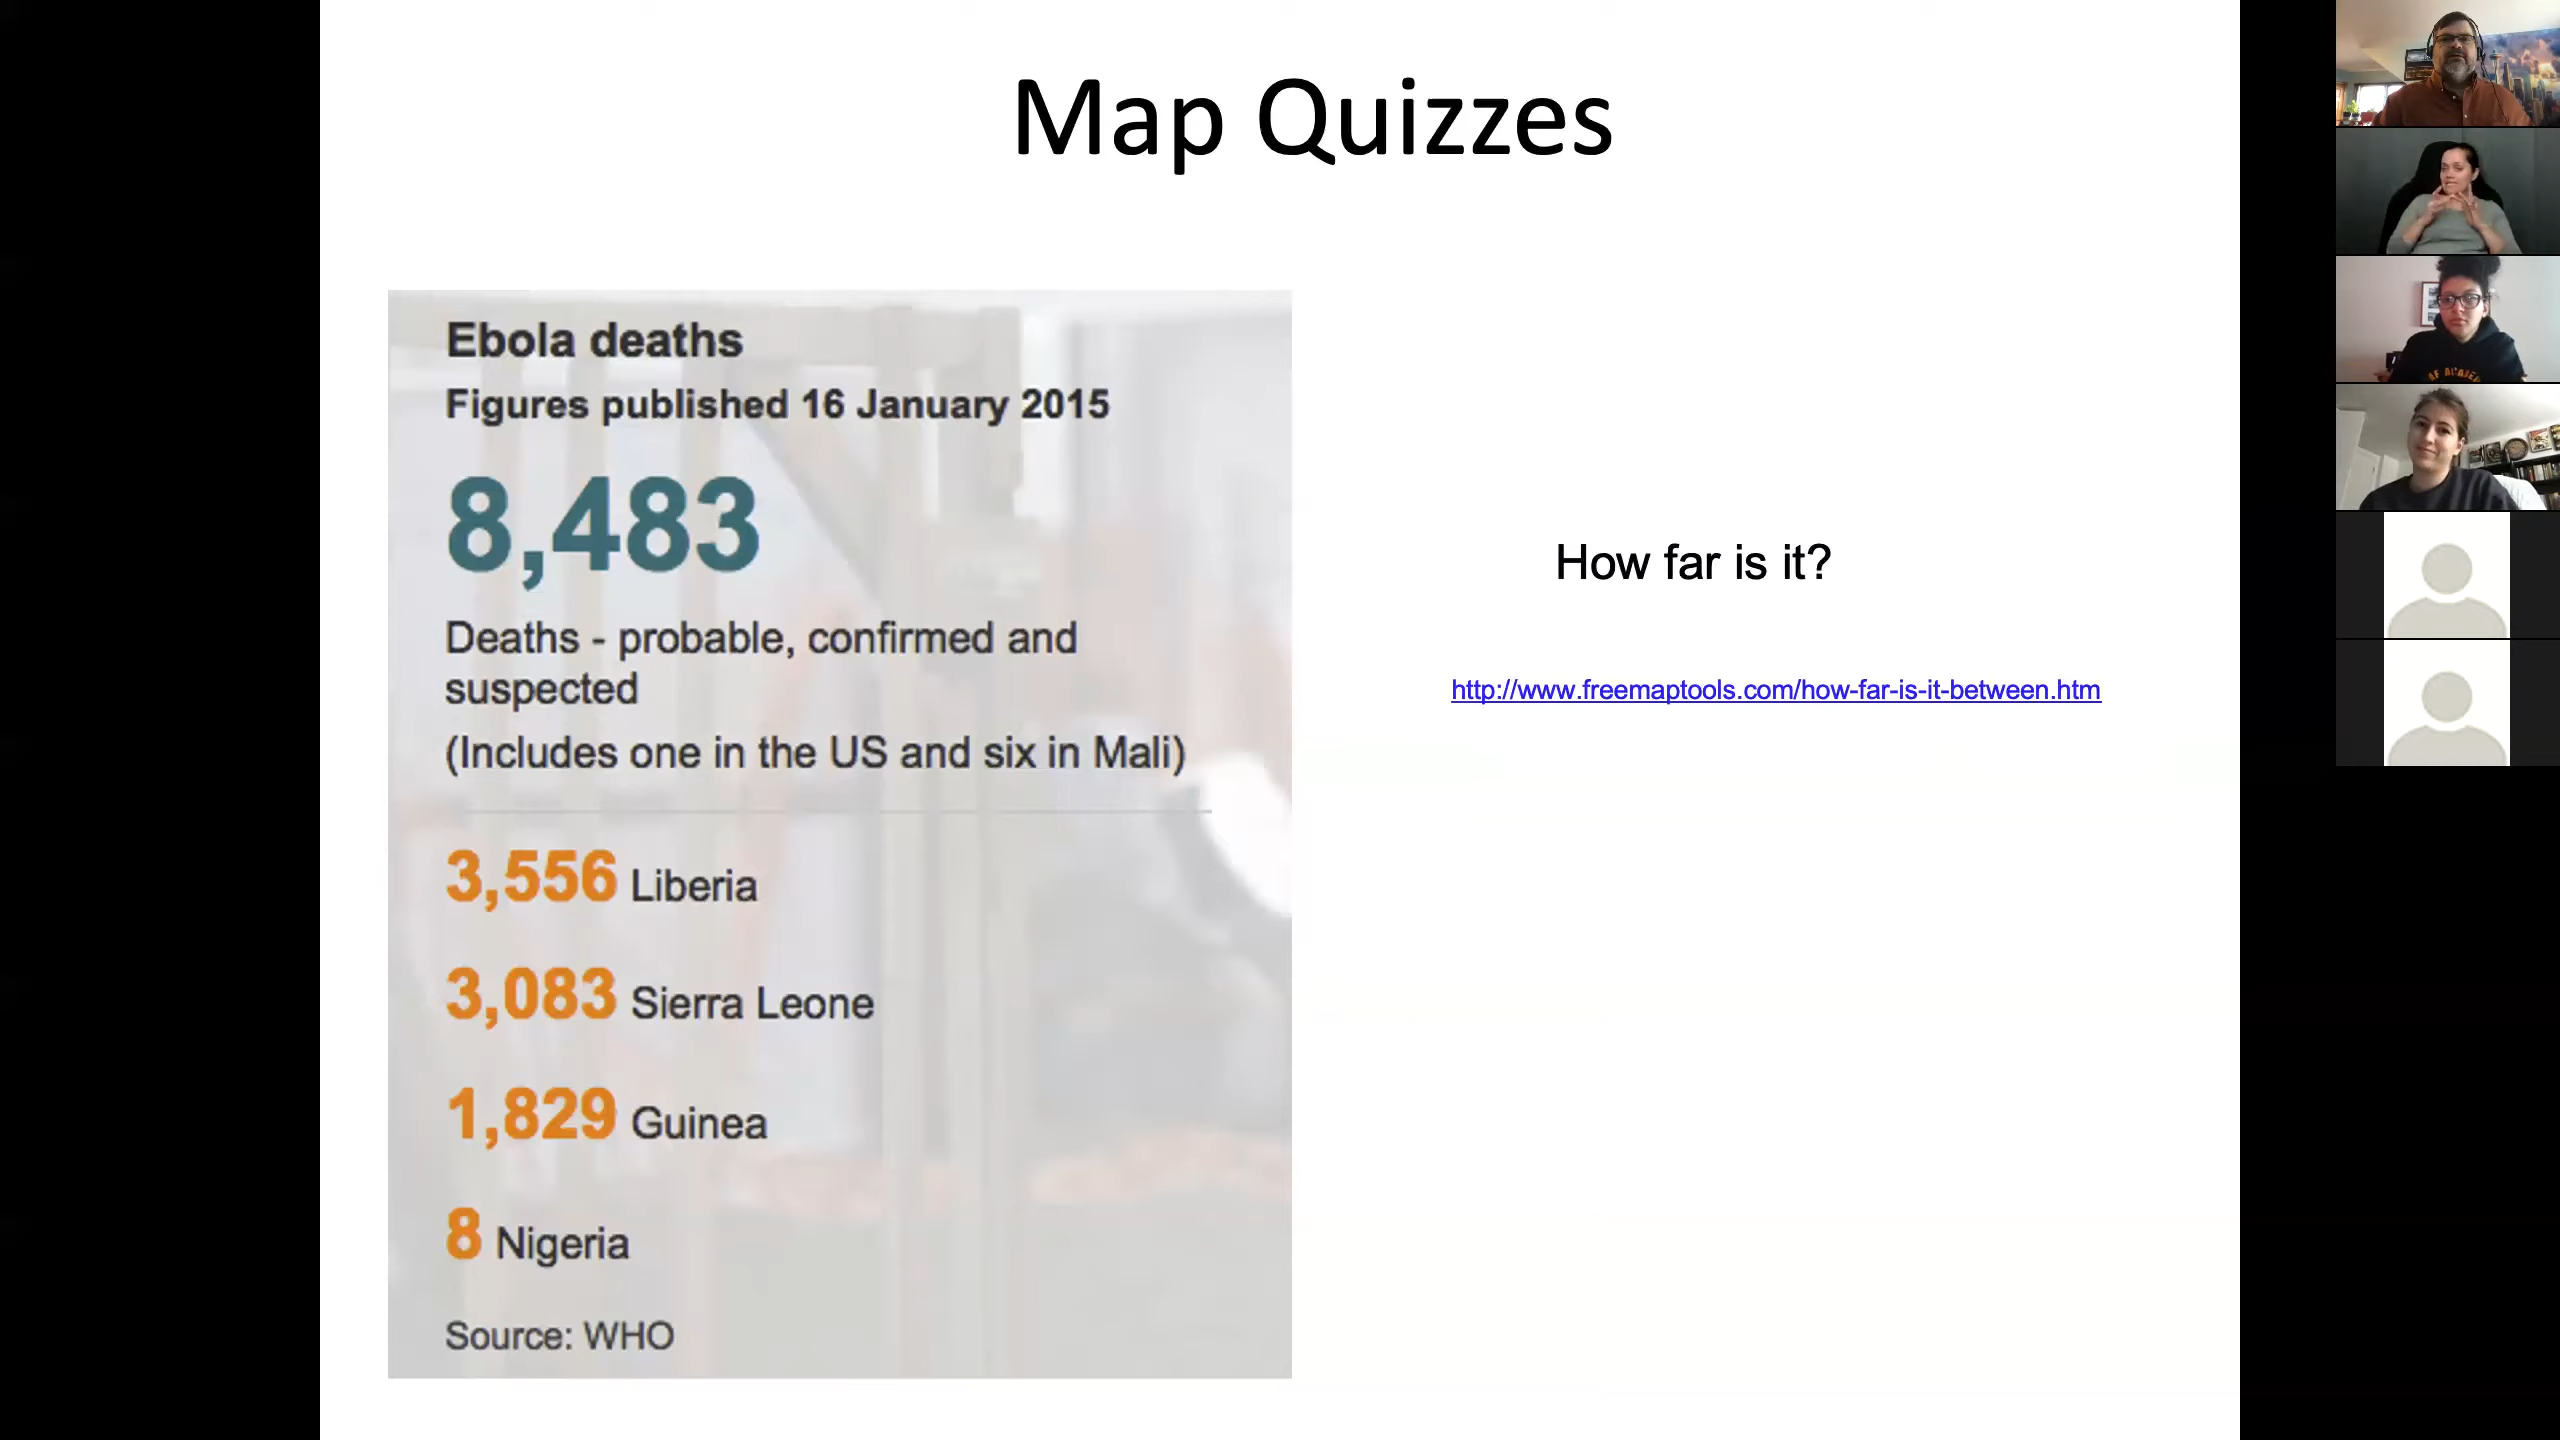 Map Quizzes
Ebola deaths
Figures published 16 January 2015
8,483
Deaths - probable, confirmed and
suspected
(Includes one in the US and six in Mali)
3,556 Liberia
3,083 Sierra Leone
1,829 Guinea
8 Nigeria
Source: WHO
How far is it?
http://www.freemaptools.com/how-far-is-it-between.htm